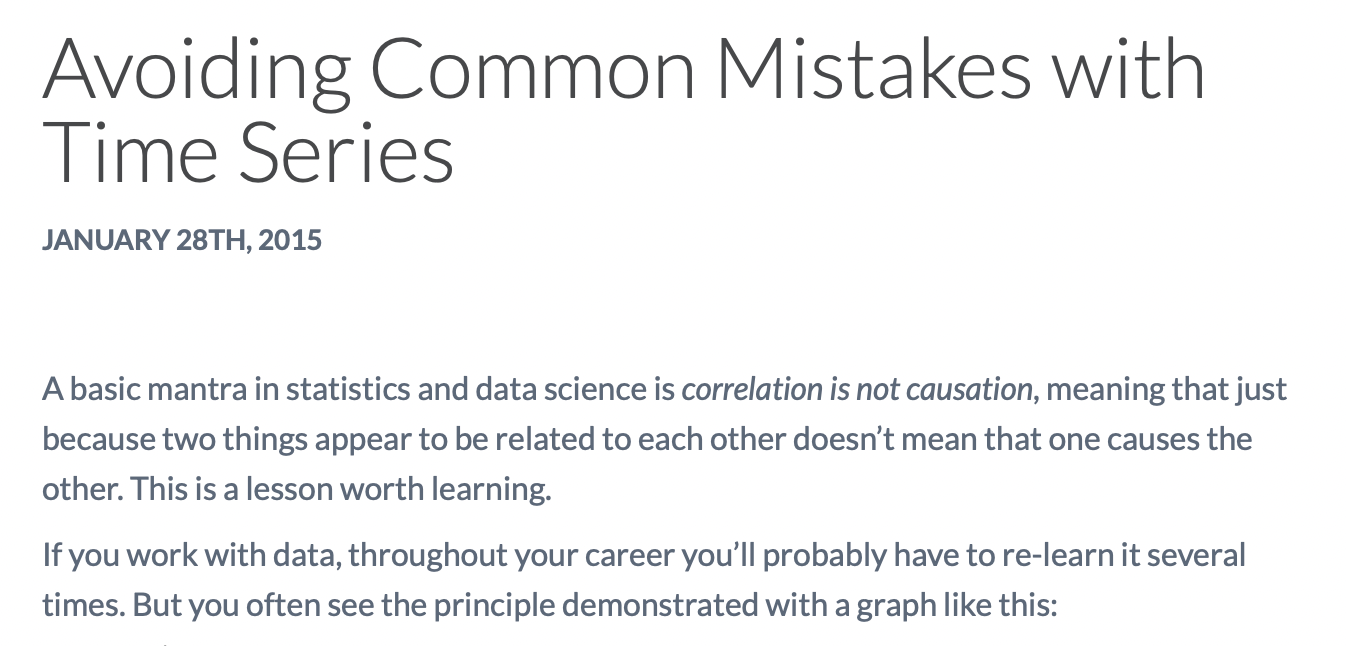 Avoiding Common Mistakes with
Time Series
JANUARY 28TH, 2015
A basic mantra in statistics and data science is correlation is not causation, meaning that just
because two things appear to be related to each other doesn’t mean that one causes the
other. This is a lesson worth learning.
If you work with data, throughout your career you’ll probably have to re-learn it several
times. But you often see the principle demonstrated with a graph like this: